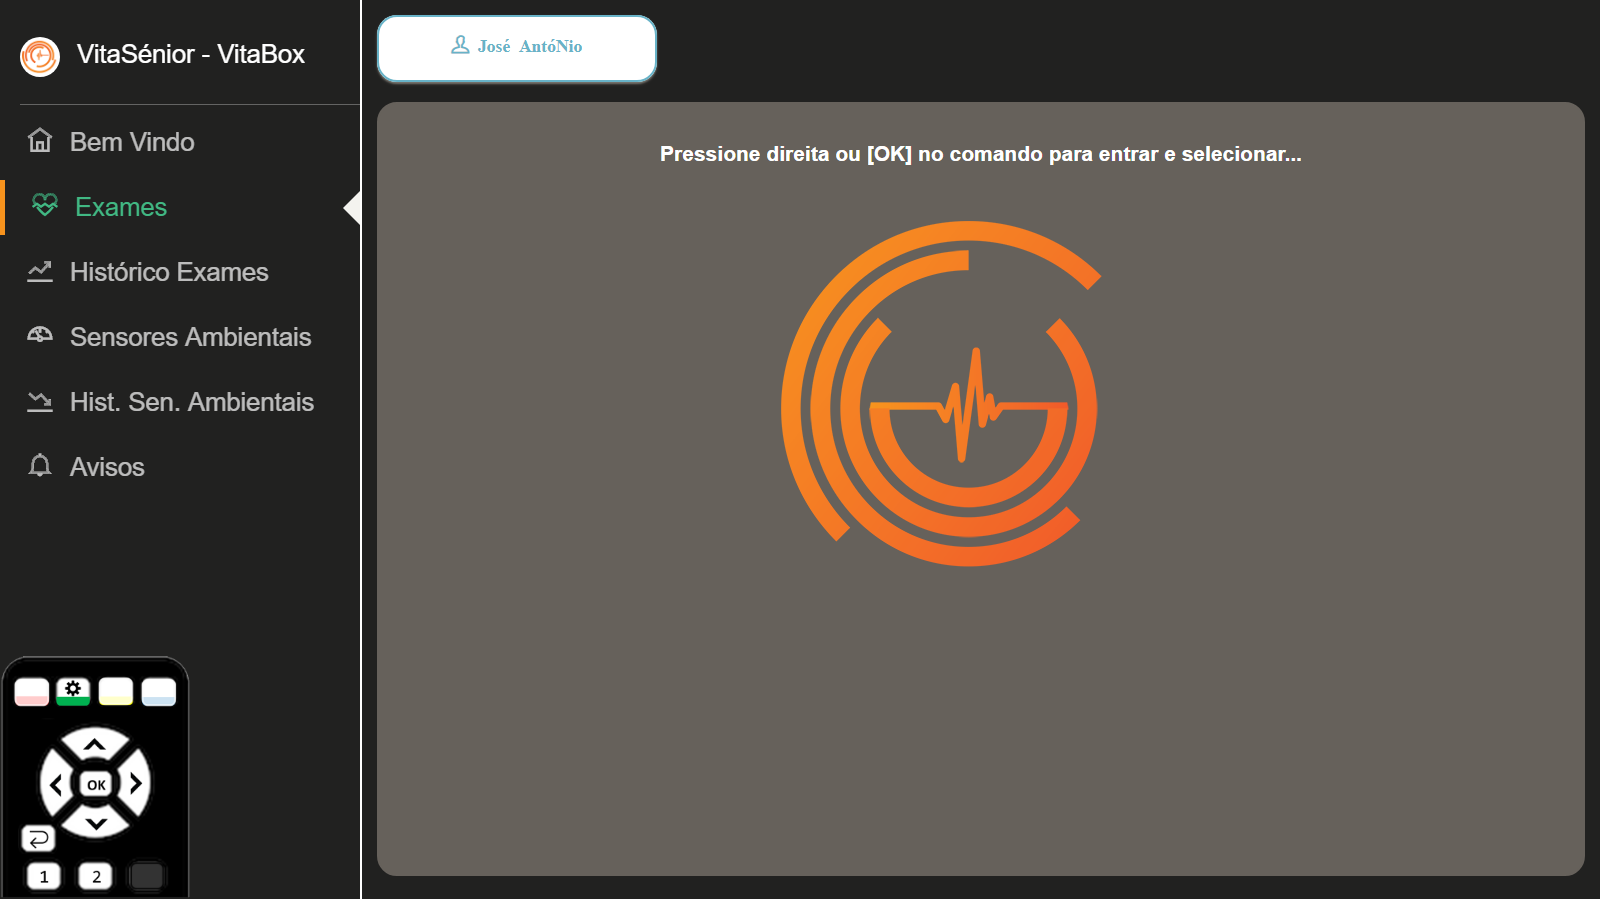 VitaSénior - VitaBox
Bem Vindo
Exames
Histórico Exames
Sensores Ambientais
Hist. Sen. Ambientais
Avisos
OK
1 2
José AntóNio
Pressione direita ou [OK] no comando para entrar e selecionar...